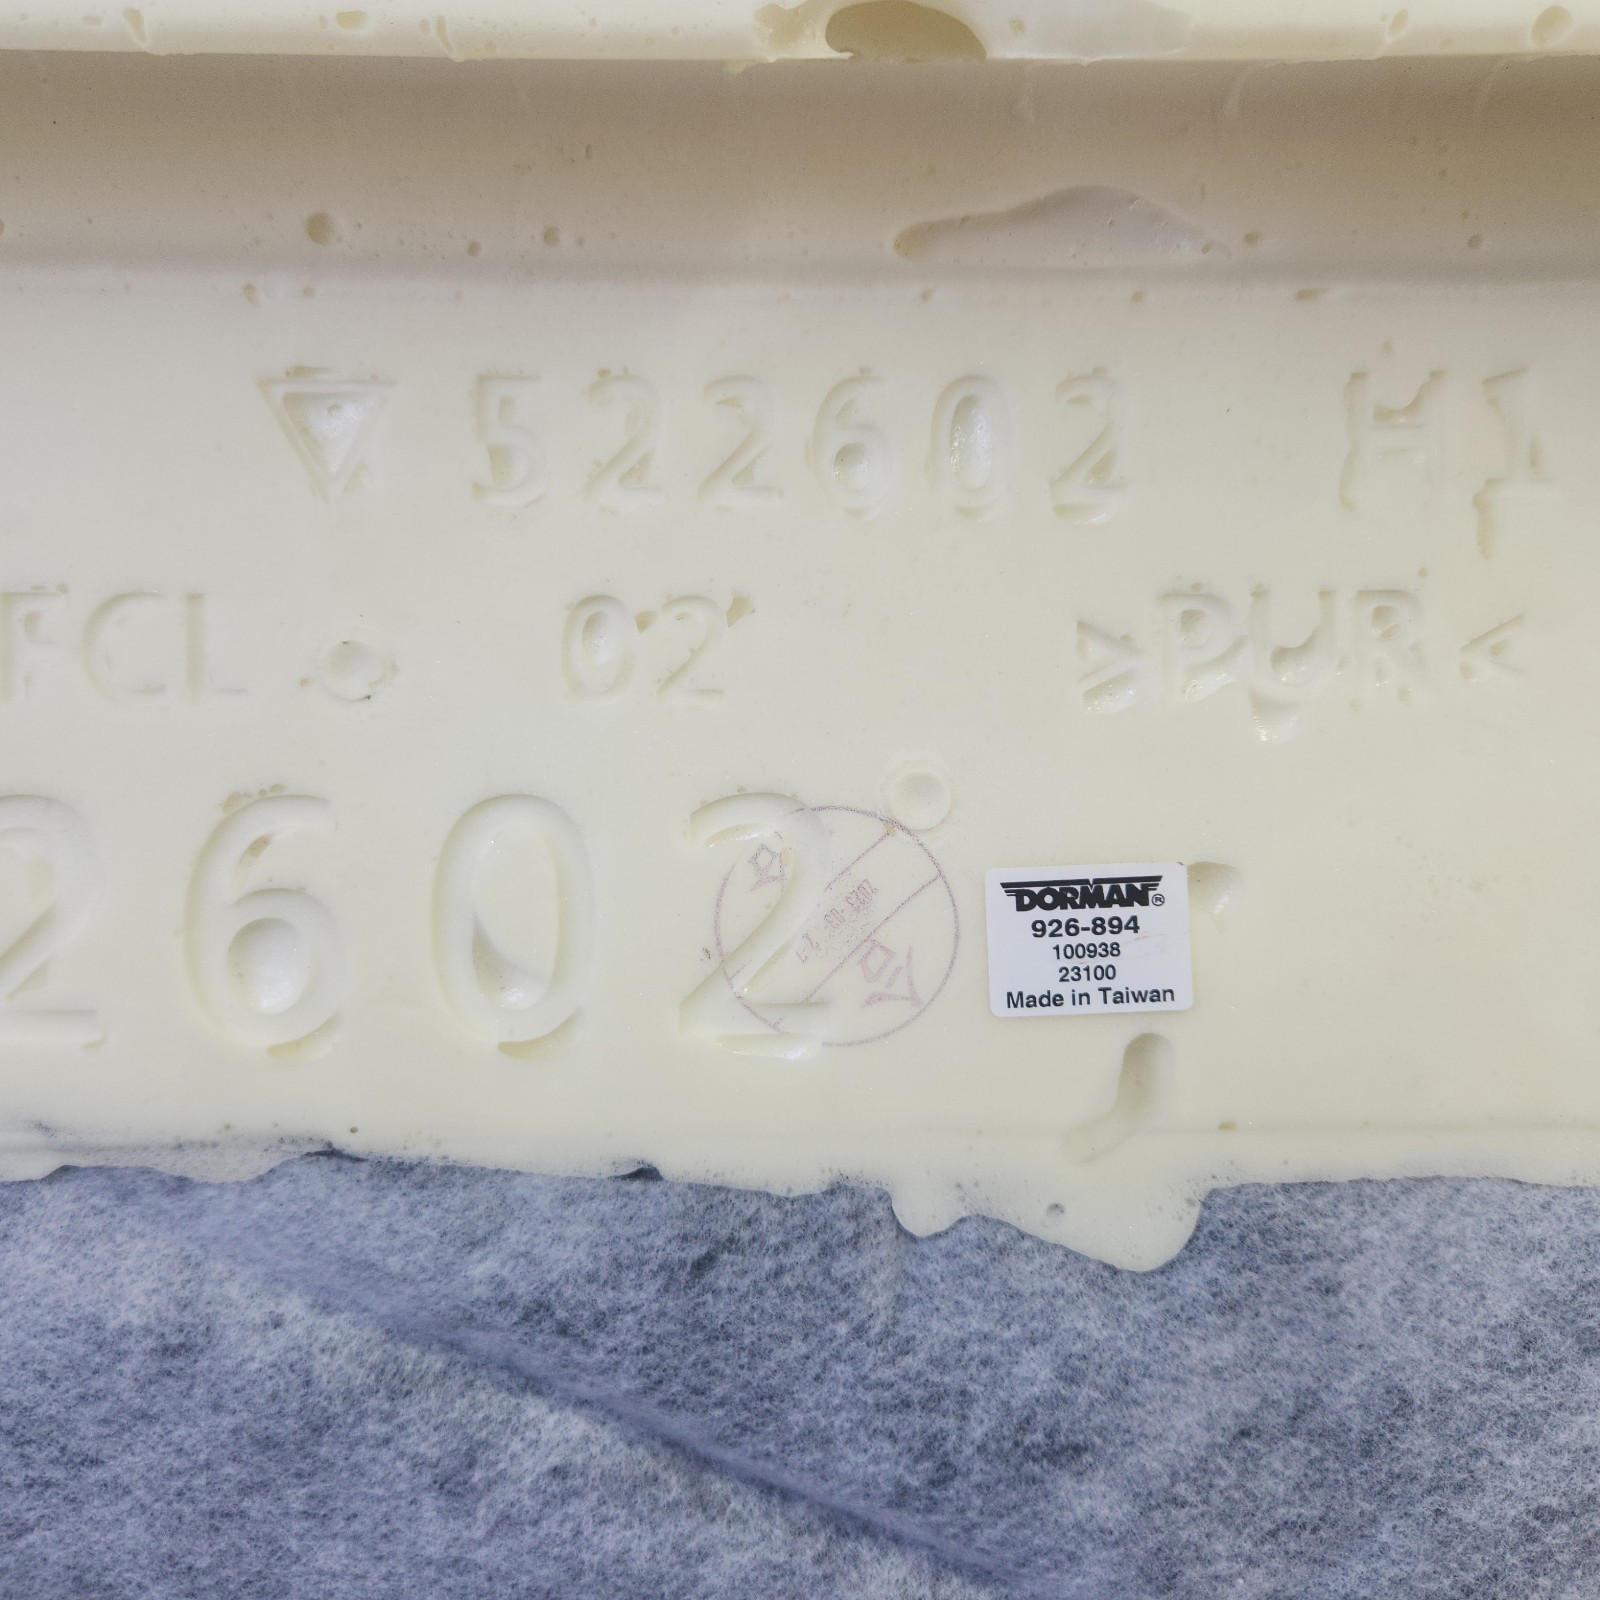 522602 H1
FCL 02 >PUR<
2602
DORMAN®
926-894
100938
23100
Made in Taiwan